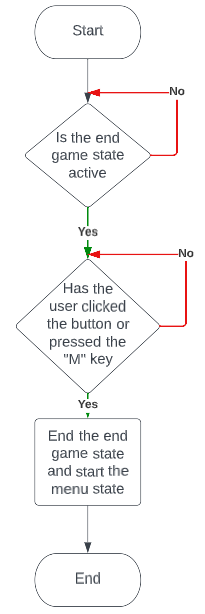 Start
No
Is the end
game state
active
Yes
No
Has the
user clicked
the button or
pressed the
"M" key
Yes
End the end
game state
and start the
menu state
End